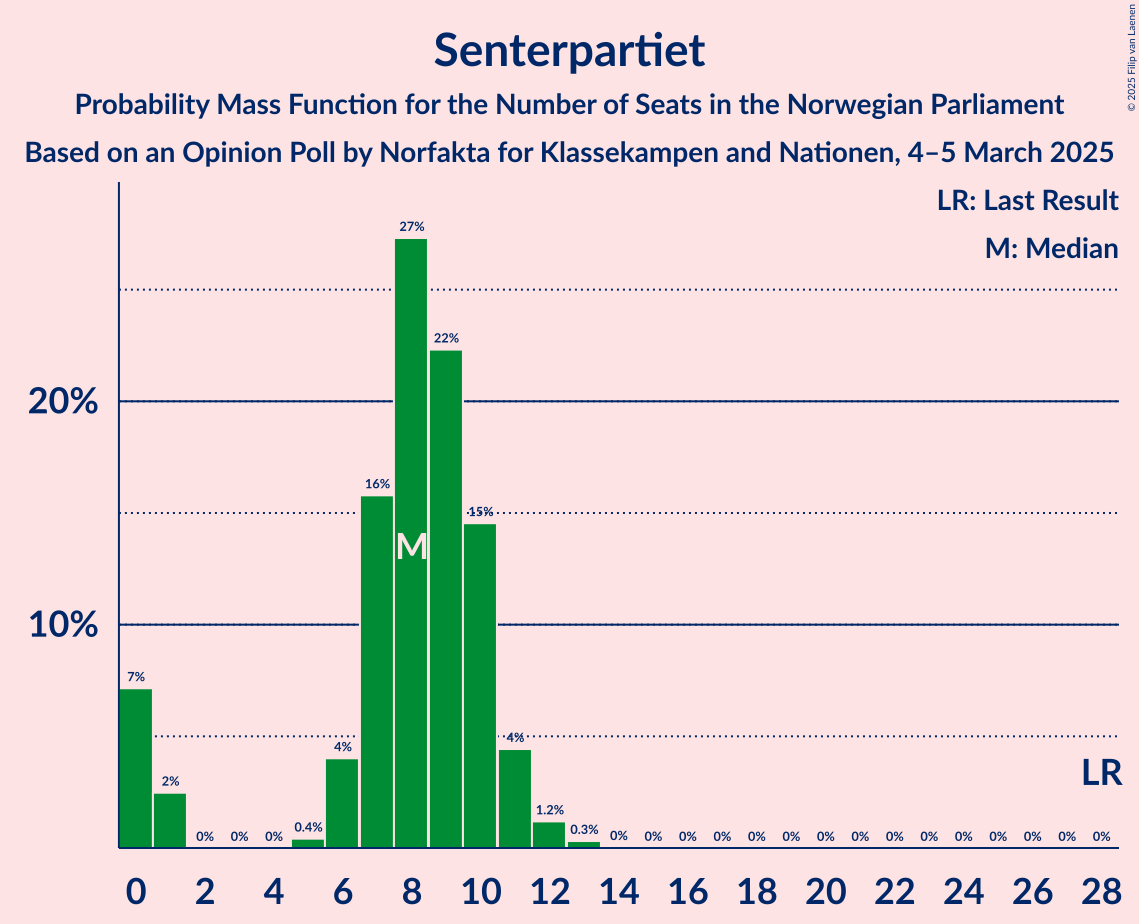 Senterpartiet
Probability Mass Function for the Number of Seats in the Norwegian Parliament
Based on an Opinion Poll by Norfakta for Klassekampen and Nationen, 4–5 March 2025
© 2025 Filip van Laenen
LR: Last Result
M: Median
27%
22%
20%
16%
15%
M
10%
7%
4%
4%
LR
2%
1.2%
0.4%
0.3%
0% 0% 0% 0% 0% 0% 0% 0% 0% 0% 0% 0% 0% 0% 0% 0% 0% 0%
0 2 4 6 8 10 12 14 16 18 20 22 24 26 28